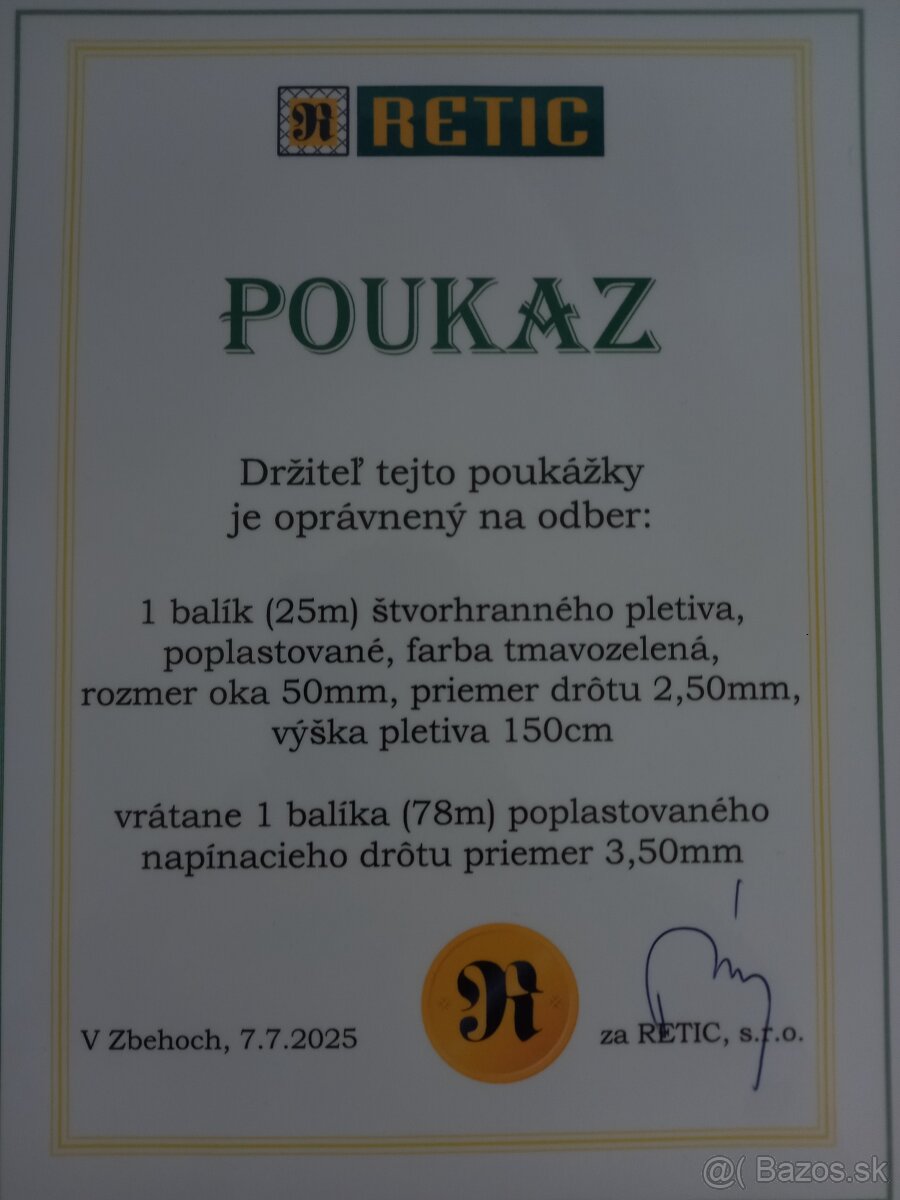 R RETIC
POUKAZ
Držiteľ tejto poukážky
je oprávnený na odber:
1 balík (25m) štvorhranného pletiva,
poplastované, farba tmavozelená,
rozmer oka 50mm, priemer drôtu 2,50mm,
výška pletiva 150cm
vrátane 1 balíka (78m) poplastovaného
napínacieho drôtu priemer 3,50mm
R
V Zbehoch, 7.7.2025
za RETIC, s.r.o.
@( Bazos.sk